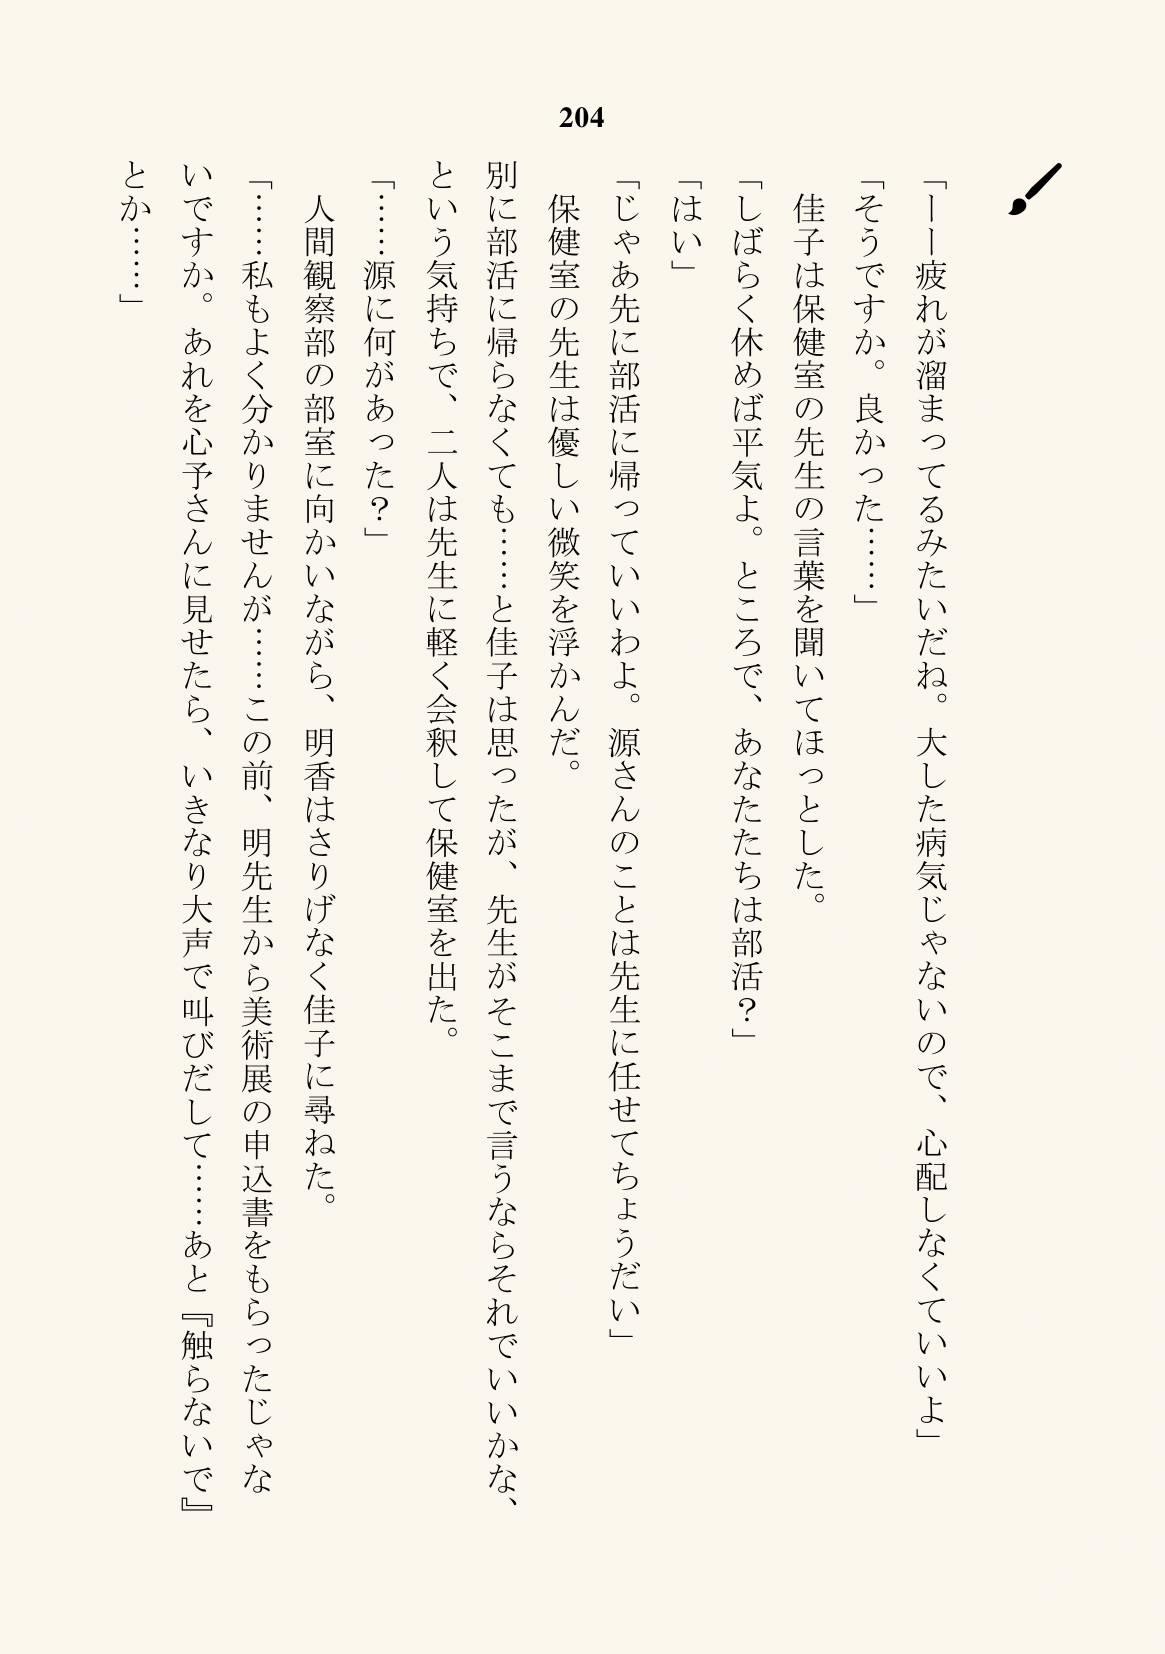 204
「ーー疲れが溜まってるみたいだね。大した病気じゃないので、心配しなくていいよ」
「そうですか。良かった……」
　佳子は保健室の先生の言葉を聞いてほっとした。
「しばらく休めば平気よ。ところで、あなたたちは部活？」
「はい」
「じゃあ先に部活に帰っていいわよ。源さんのことは先生に任せてちょうだい」
　保健室の先生は優しい微笑を浮かんだ。
別に部活に帰らなくても……と佳子は思ったが、先生がそこまで言うならそれでいいかな、
という気持ちで、二人は先生に軽く会釈して保健室を出た。
「……源に何があった？」
　人間観察部の部室に向かいながら、明香はさりげなく佳子に尋ねた。
「……私もよく分かりませんが……この前、明先生から美術展の申込書をもらったじゃな
いですか。あれを心予さんに見せたら、いきなり大声で叫びだして……あと『触らないで』
とか……」